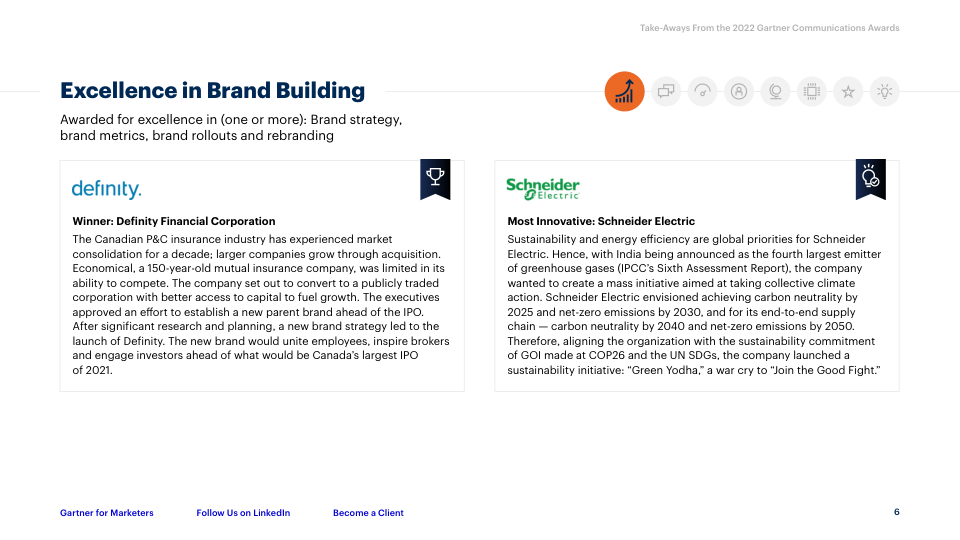 Take-Aways From the 2022 Gartner Communications Awards
Excellence in Brand Building
Awarded for excellence in (one or more): Brand strategy,
brand metrics, brand rollouts and rebranding
definity.
Winner: Definity Financial Corporation
The Canadian P&C insurance industry has experienced market
consolidation for a decade; larger companies grow through acquisition.
Economical, a 150-year-old mutual insurance company, was limited in its
ability to compete. The company set out to convert to a publicly traded
corporation with better access to capital to fuel growth. The executives
approved an effort to establish a new parent brand ahead of the IPO.
After significant research and planning, a new brand strategy led to the
launch of Definity. The new brand would unite employees, inspire brokers
and engage investors ahead of what would be Canada's largest IPO
of 2021.
Schneider
Electric
Most Innovative: Schneider Electric
Sustainability and energy efficiency are global priorities for Schneider
Electric. Hence, with India being announced as the fourth largest emitter
of greenhouse gases (IPCC's Sixth Assessment Report), the company
wanted to create a mass initiative aimed at taking collective climate
action. Schneider Electric envisioned achieving carbon neutrality by
2025 and net-zero emissions by 2030, and for its end-to-end supply
chain — carbon neutrality by 2040 and net-zero emissions by 2050.
Therefore, aligning the organization with the sustainability commitment
of GOI made at COP26 and the UN SDGs, the company launched a
sustainability initiative: “Green Yodha,” a war cry to “Join the Good Fight.”
Gartner for Marketers
Follow Us on LinkedIn
Become a Client
6